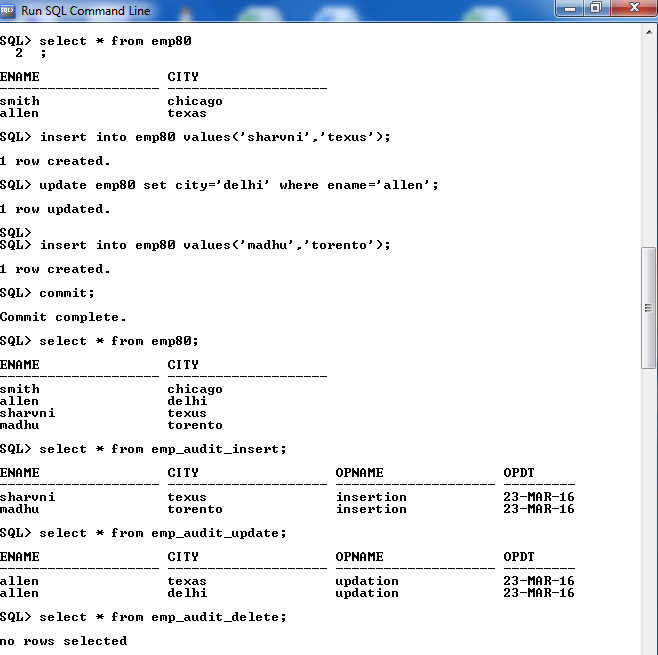 Run SQL Command Line
SQL> select * from emp80
  2  ;
ENAME                CITY
-------------------- --------------------
smith                chicago
allen                texas
SQL> insert into emp80 values('sharvni','texus');
1 row created.
SQL> update emp80 set city='delhi' where ename='allen';
1 row updated.
SQL>
SQL> insert into emp80 values('madhu','torento');
1 row created.
SQL> commit;
Commit complete.
SQL> select * from emp80;
ENAME                CITY
-------------------- --------------------
smith                chicago
allen                delhi
sharvni              texus
madhu                torento
SQL> select * from emp_audit_insert;
ENAME                CITY                 OPNAME               OPDT
-------------------- -------------------- -------------------- ---------
sharvni              texus                insertion            23-MAR-16
madhu                torento              insertion            23-MAR-16
SQL> select * from emp_audit_update;
ENAME                CITY                 OPNAME               OPDT
-------------------- -------------------- -------------------- ---------
allen                texas                updation             23-MAR-16
allen                delhi                updation             23-MAR-16
SQL> select * from emp_audit_delete;
no rows selected